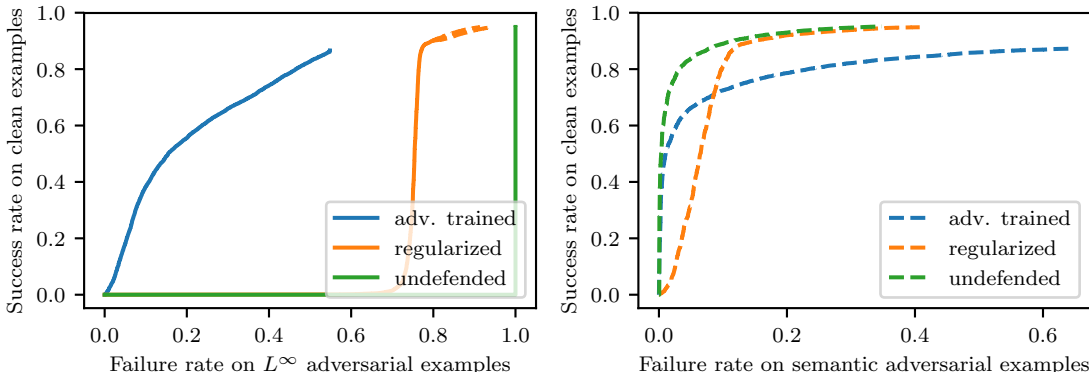 Success rate on clean examples
1.0
0.8
0.6
0.4
0.2
0.0
adv. trained
regularized
undefended
0.0 0.2 0.4 0.6 0.8 1.0
Failure rate on L∞ adversarial examples
Success rate on clean examples
1.0
0.8
0.6
0.4
0.2
0.0
adv. trained
regularized
undefended
0.0 0.2 0.4 0.6
Failure rate on semantic adversarial examples